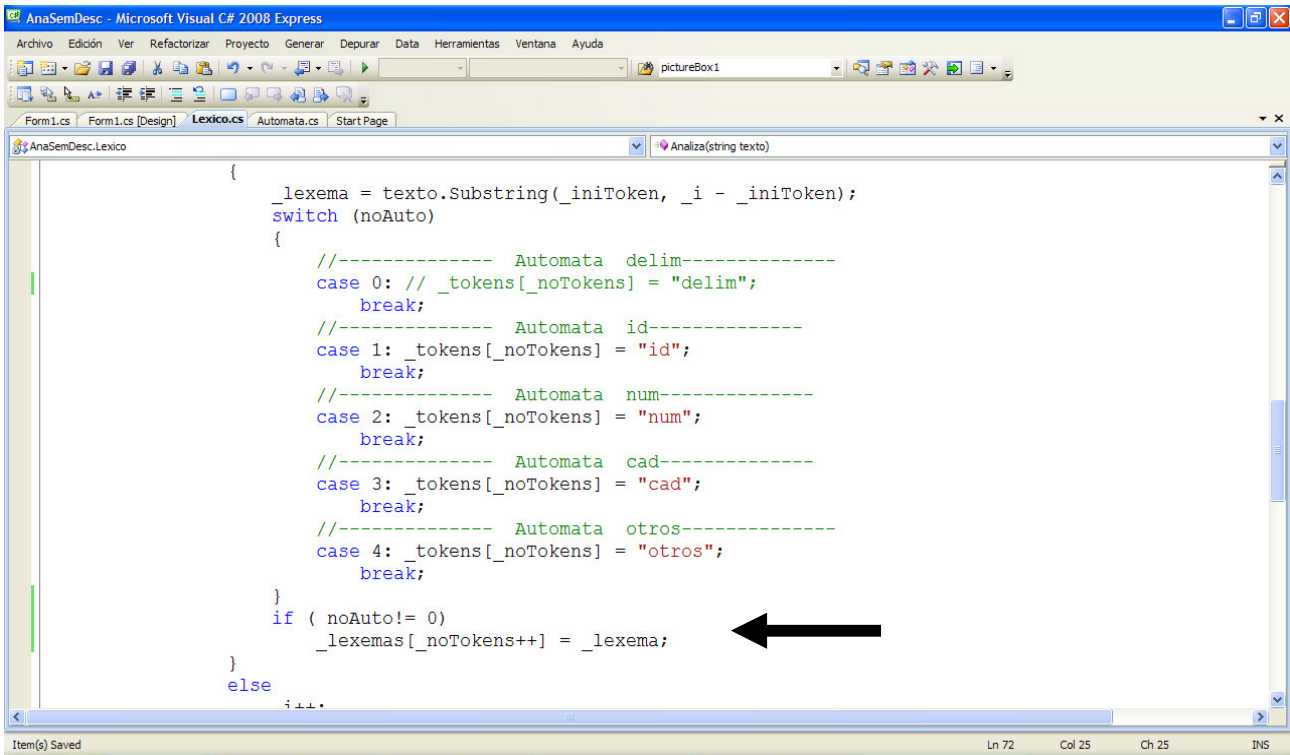 AnaSemDesc - Microsoft Visual C# 2008 Express
Archivo Edición Ver Refactorizar Proyecto Generar Depurar Data Herramientas Ventana Ayuda
pictureBox1
Form1.cs Form1.cs [Design] Lexico.cs Automata.cs Start Page
AnaSemDesc.Lexico Analiza(string texto)
{
_lexema = texto.Substring(_iniToken, _i - _iniToken);
switch (noAuto)
{
//-------------- Automata delim--------------
case 0: // _tokens[_noTokens] = "delim";
break;
//-------------- Automata id--------------
case 1: _tokens[_noTokens] = "id";
break;
//-------------- Automata num--------------
case 2: _tokens[_noTokens] = "num";
break;
//-------------- Automata cad--------------
case 3: _tokens[_noTokens] = "cad";
break;
//-------------- Automata otros--------------
case 4: _tokens[_noTokens] = "otros";
break;
}
if ( noAuto!= 0)
_lexemas[_noTokens++] = _lexema;
}
else
Item(s) Saved Ln 72 Col 25 Ch 25 INS